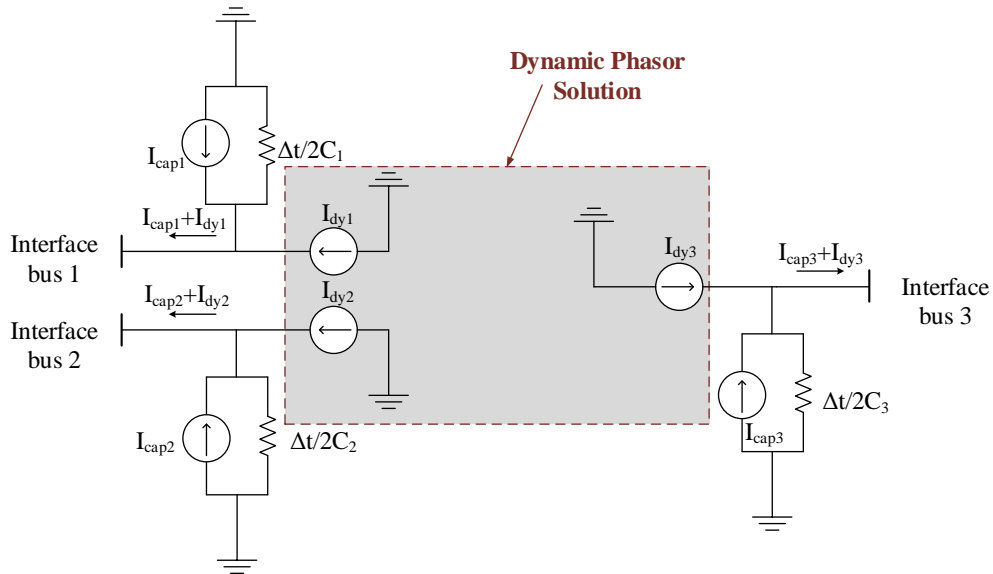 Dynamic Phasor
Solution
I_cap1
Δt/2C_1
I_cap1+I_dy1
I_dy1
Interface
bus 1
I_cap2+I_dy2
I_dy2
Interface
bus 2
I_dy3
I_cap3+I_dy3
Interface
bus 3
I_cap2
Δt/2C_2
I_cap3
Δt/2C_3